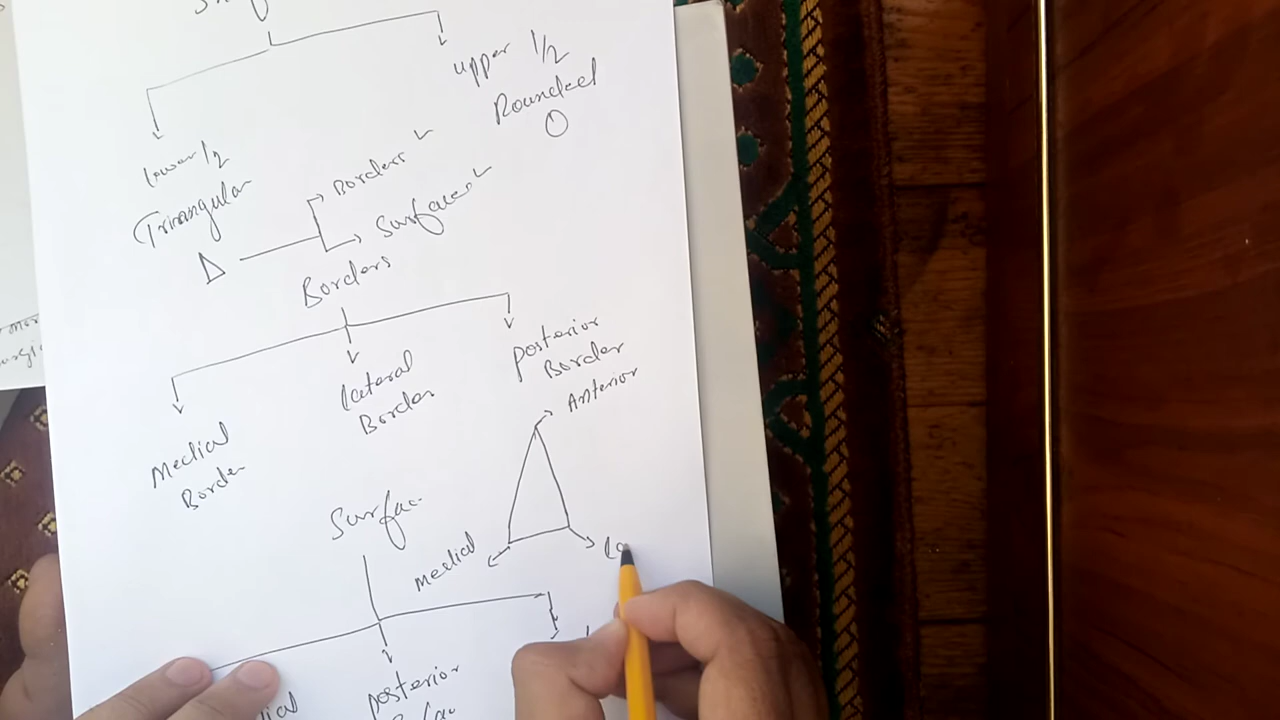 upper 1/2
Rounded
lower 1/2
Triangular
Borders
Surfaces
Borders
Medial
Border
Lateral
Border
Posterior
Border
Anterior
Medial
La
Surfac
Posterior